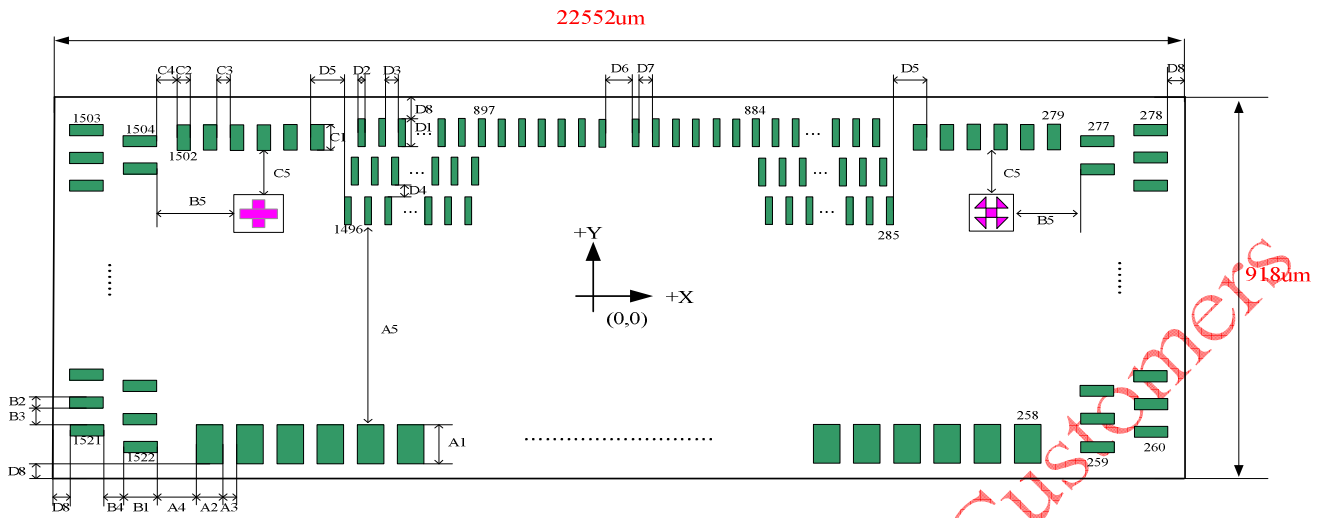 22552um
C4 C2 C3 D5 D2 D3 D6 D7 D5 D8
1503 1504 1502 C1 D8 D1 ... 897 884 ... 279 277 278
C5 ... D4 ... C5
B5 1496 ... ... 285 B5
+Y
+X
(0,0)
918um
A5
B2
B3
1521 1522 258 259 260
A1
D8
D8 B4 B1 A4 A2 A3
Customers